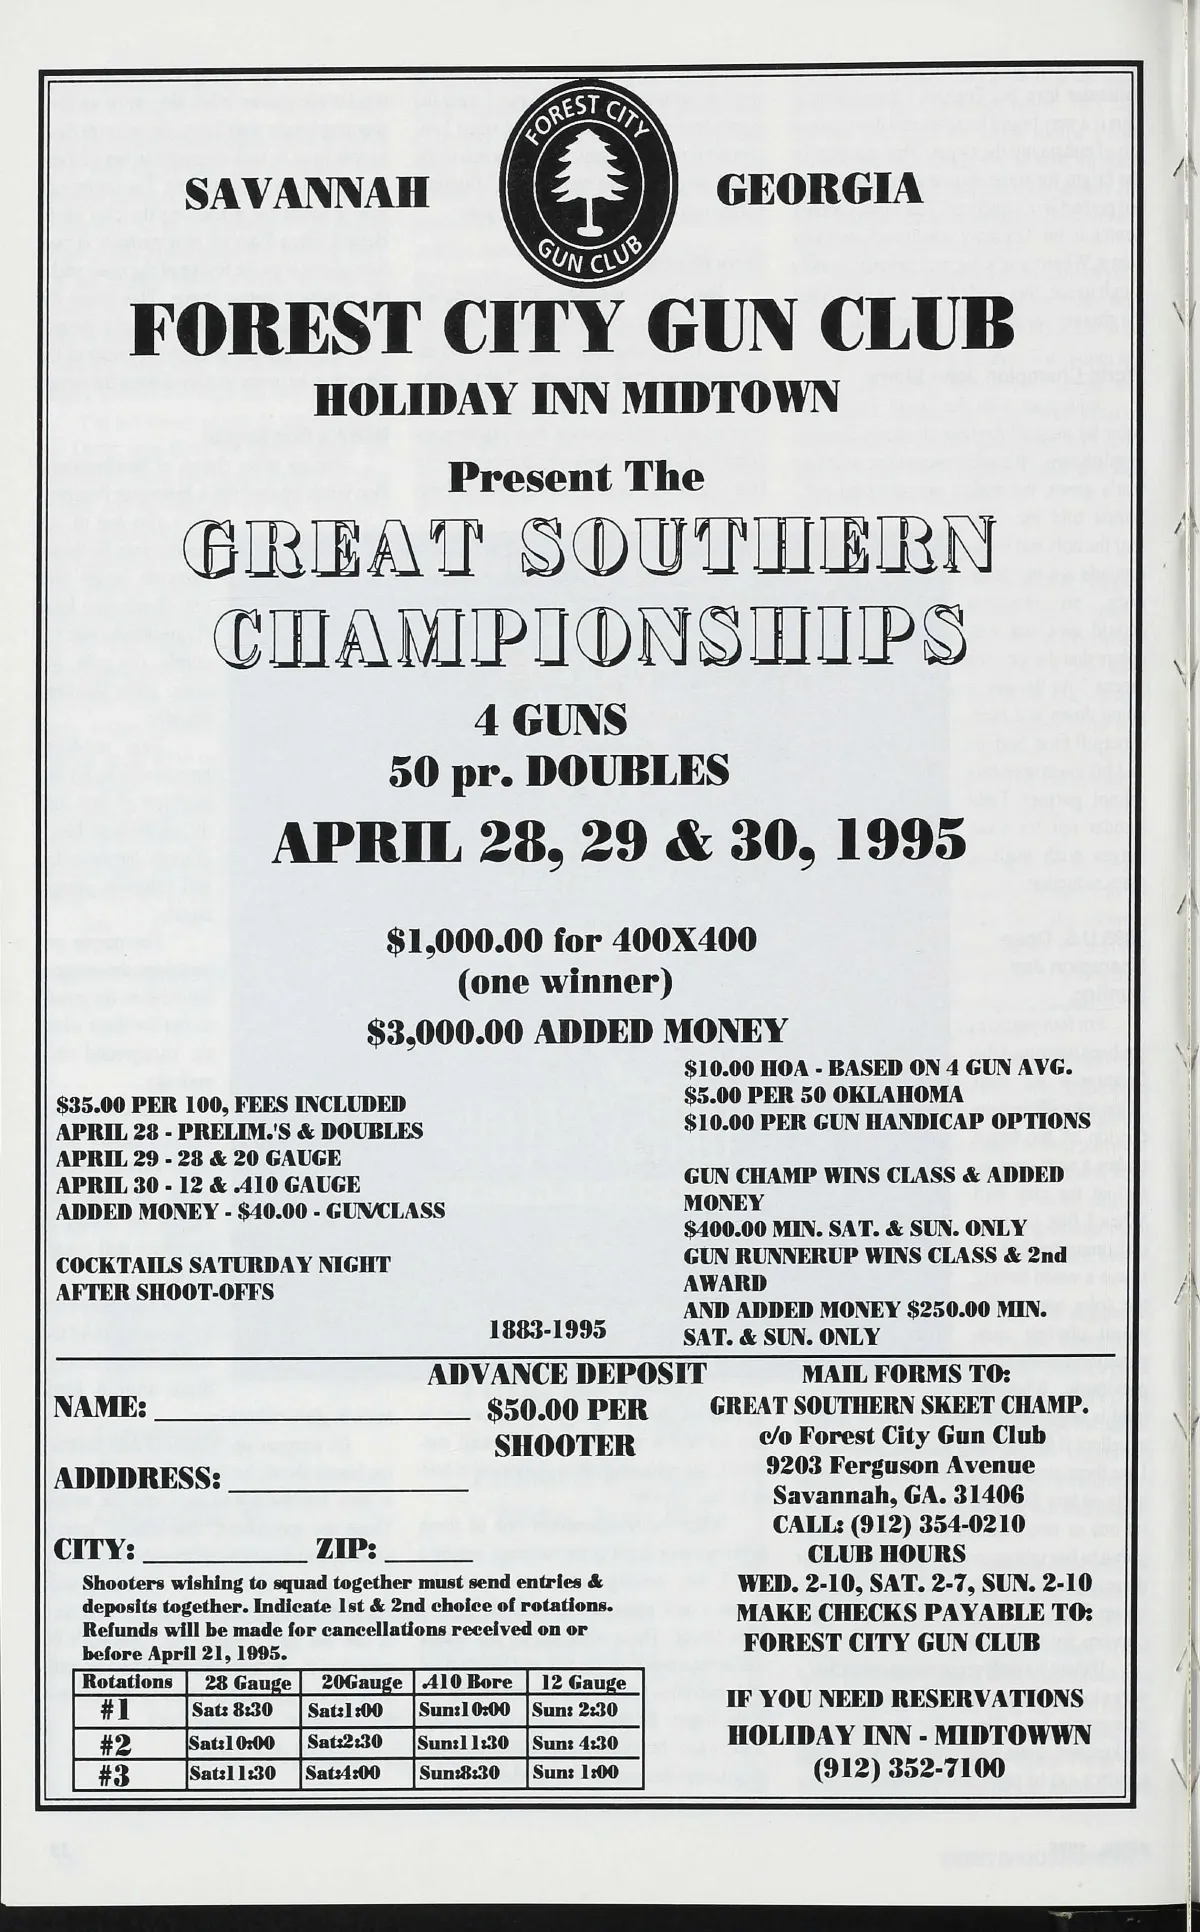 FOREST CITY
GUN CLUB
SAVANNAH GEORGIA
FOREST CITY GUN CLUB
HOLIDAY INN MIDTOWN
Present The
GREAT SOUTHERN
CHAMPIONSHIPS
4 GUNS
50 pr. DOUBLES
APRIL 28, 29 & 30, 1995
$1,000.00 for 400X400
(one winner)
$3,000.00 ADDED MONEY
$35.00 PER 100, FEES INCLUDED
APRIL 28 - PRELIM.'S & DOUBLES
APRIL 29 - 28 & 20 GAUGE
APRIL 30 - 12 & .410 GAUGE
ADDED MONEY - $40.00 - GUN/CLASS
COCKTAILS SATURDAY NIGHT
AFTER SHOOT-OFFS
$10.00 HOA - BASED ON 4 GUN AVG.
$5.00 PER 50 OKLAHOMA
$10.00 PER GUN HANDICAP OPTIONS
GUN CHAMP WINS CLASS & ADDED
MONEY
$400.00 MIN. SAT. & SUN. ONLY
GUN RUNNERUP WINS CLASS & 2nd
AWARD
AND ADDED MONEY $250.00 MIN.
SAT. & SUN. ONLY
1883-1995
ADVANCE DEPOSIT
$50.00 PER
SHOOTER
NAME:
ADDDRESS:
CITY: ZIP:
Shooters wishing to squad together must send entries &
deposits together. Indicate 1st & 2nd choice of rotations.
Refunds will be made for cancellations received on or
before April 21, 1995.
Rotations 28 Gauge 20Gauge .410 Bore 12 Gauge
#1 Sat: 8:30 Sat:1:00 Sun:10:00 Sun: 2:30
#2 Sat:10:00 Sat:2:30 Sun:11:30 Sun: 4:30
#3 Sat:11:30 Sat:4:00 Sun:8:30 Sun: 1:00
MAIL FORMS TO:
GREAT SOUTHERN SKEET CHAMP.
c/o Forest City Gun Club
9203 Ferguson Avenue
Savannah, GA. 31406
CALL: (912) 354-0210
CLUB HOURS
WED. 2-10, SAT. 2-7, SUN. 2-10
MAKE CHECKS PAYABLE TO:
FOREST CITY GUN CLUB
IF YOU NEED RESERVATIONS
HOLIDAY INN - MIDTOWWN
(912) 352-7100